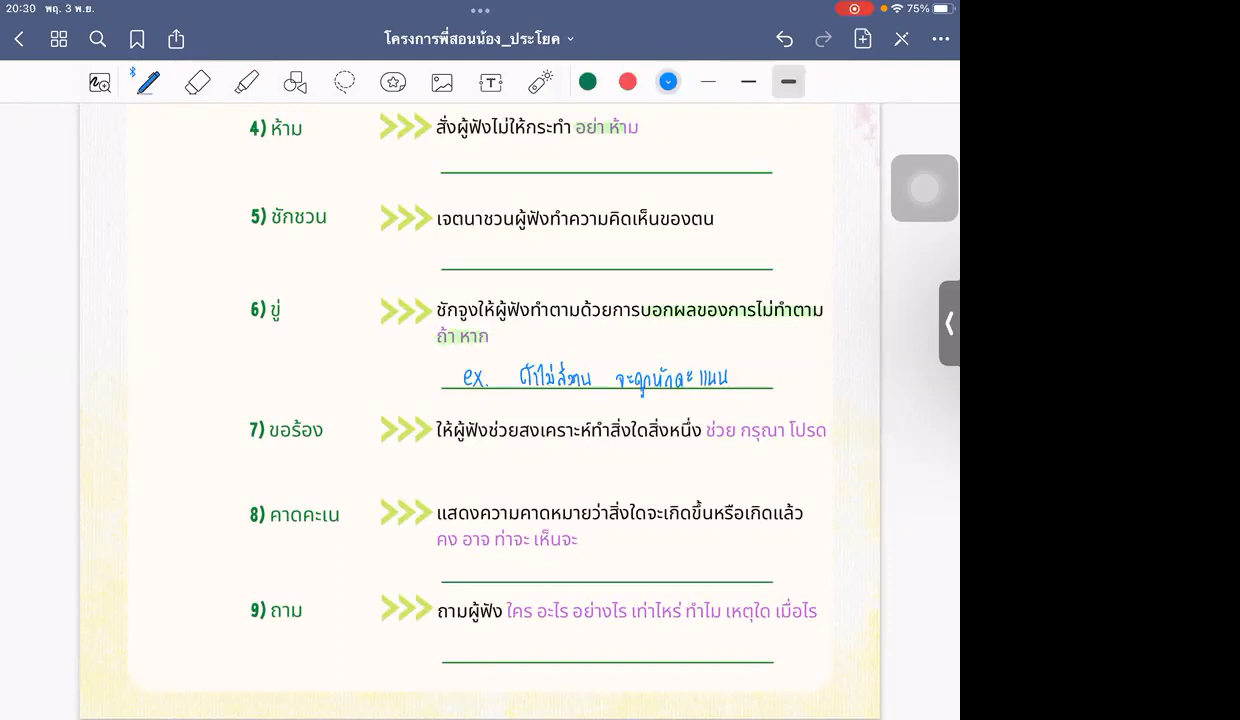 20:30 พฤ. 3 พ.ย.
75%
โครงการพี่สอนน้อง_ประโยค
4) ห้าม
สั่งผู้ฟังไม่ให้กระทำ อย่า ห้าม
5) ชักชวน
เจตนาชวนผู้ฟังทำความคิดเห็นของตน
6) ขู่
ชักจูงให้ผู้ฟังทำตามด้วยการบอกผลของการไม่ทำตาม
ถ้า หาก
ex. ถ้าไม่ส่งงาน จะถูกหักคะแนน
7) ขอร้อง
ให้ผู้ฟังช่วยสงเคราะห์ทำสิ่งใดสิ่งหนึ่ง ช่วย กรุณา โปรด
8) คาดคะเน
แสดงความคาดหมายว่าสิ่งใดจะเกิดขึ้นหรือเกิดแล้ว
คง อาจ ท่าจะ เห็นจะ
9) ถาม
ถามผู้ฟัง ใคร อะไร อย่างไร เท่าไหร่ ทำไม เหตุใด เมื่อไร